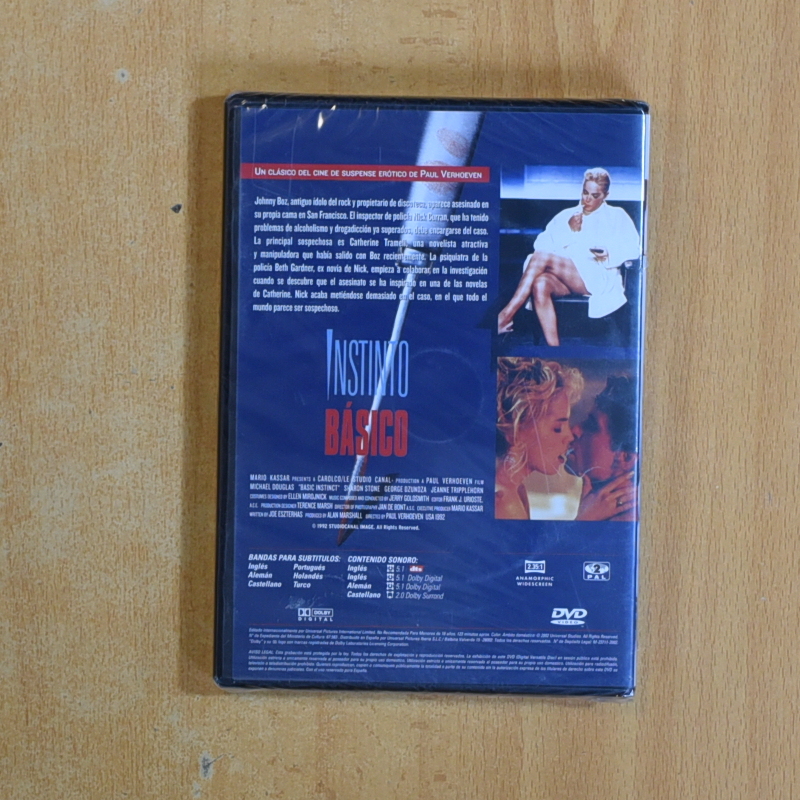 UN CLÁSICO DEL CINE DE SUSPENSE ERÓTICO DE PAUL VERHOEVEN
Johnny Boz, antiguo ídolo del rock y propietario de discoteca, aparece asesinado en
su propia cama en San Francisco. El inspector de policía Nick Curran, que ha tenido
problemas de alcoholismo y drogadicción ya superados, debe encargarse del caso.
La principal sospechosa es Catherine Tramell, una novelista atractiva
y manipuladora que había salido con Boz recientemente. La psiquiatra de la
policía Beth Gardner, ex novia de Nick, empieza a colaborar en la investigación
cuando se descubre que el asesinato se ha inspirado en una de las novelas
de Catherine. Nick acaba metiéndose demasiado en el caso, en el que todo el
mundo parece ser sospechoso.
INSTINTO
BÁSICO
MARIO KASSAR PRESENTS A CAROLCO/LE STUDIO CANAL+ PRODUCTION A PAUL VERHOEVEN FILM
MICHAEL DOUGLAS "BASIC INSTINCT" SHARON STONE GEORGE DZUNDZA JEANNE TRIPPLEHORN
COSTUMES DESIGNED BY ELLEN MIROJNICK MUSIC COMPOSED AND CONDUCTED BY JERRY GOLDSMITH EDITOR FRANK J. URIOSTE,
A.C.E. PRODUCTION DESIGNER TERENCE MARSH DIRECTOR OF PHOTOGRAPHY JAN DE BONT A.S.C. EXECUTIVE PRODUCER MARIO KASSAR
WRITTEN BY JOE ESZTERHAS PRODUCED BY ALAN MARSHALL DIRECTED BY PAUL VERHOEVEN USA 1992
© 1992 STUDIOCANAL IMAGE. All Rights Reserved.
BANDAS PARA SUBTITULOS: CONTENIDO SONORO:
Inglés Portugués Inglés 5.1 dts
Alemán Holandés Inglés 5.1 Dolby Digital
Castellano Turco Alemán 5.1 Dolby Digital
Castellano 2.0 Dolby Surround
2.35:1
ANAMORPHIC
WIDESCREEN
2
PAL
DOLBY
DIGITAL
DVD
VIDEO